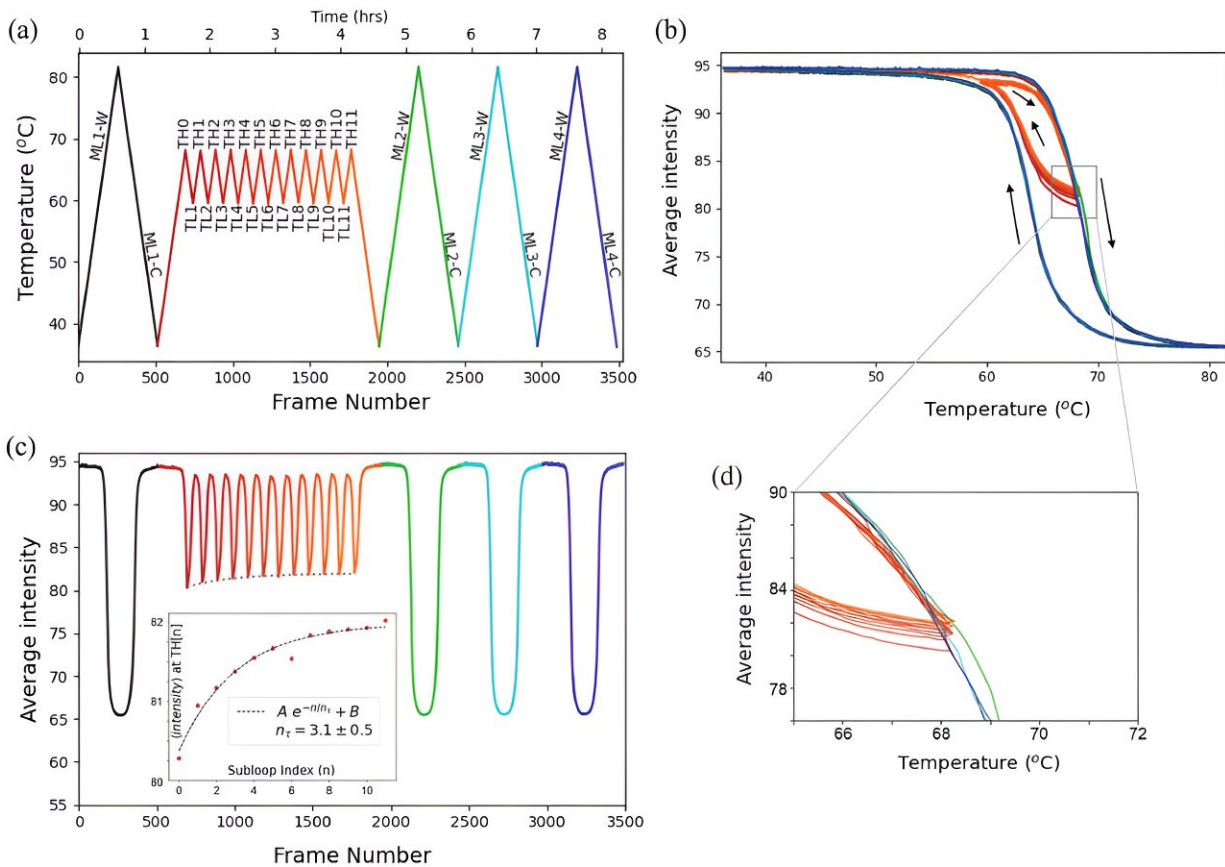 (a)
Time (hrs)
0 1 2 3 4 5 6 7 8
Temperature (°C)
80
70
60
50
40
ML1-W
ML1-C
TH0 TH1 TH2 TH3 TH4 TH5 TH6 TH7 TH8 TH9 TH10 TH11
TL1 TL2 TL3 TL4 TL5 TL6 TL7 TL8 TL9 TL10 TL11
ML2-W
ML2-C
ML3-W
ML3-C
ML4-W
ML4-C
0 500 1000 1500 2000 2500 3000 3500
Frame Number
(b)
Average intensity
95
90
85
80
75
70
65
40 50 60 70 80
Temperature (°C)
(c)
Average intensity
95
90
85
80
75
70
65
60
55
⟨intensity⟩ at TH[n]
82
81
80
A e^{-n/n_τ} + B
n_τ = 3.1 ± 0.5
Subloop Index (n)
0 2 4 6 8 10
0 500 1000 1500 2000 2500 3000 3500
Frame Number
(d)
Average intensity
90
84
78
66 68 70 72
Temperature (°C)